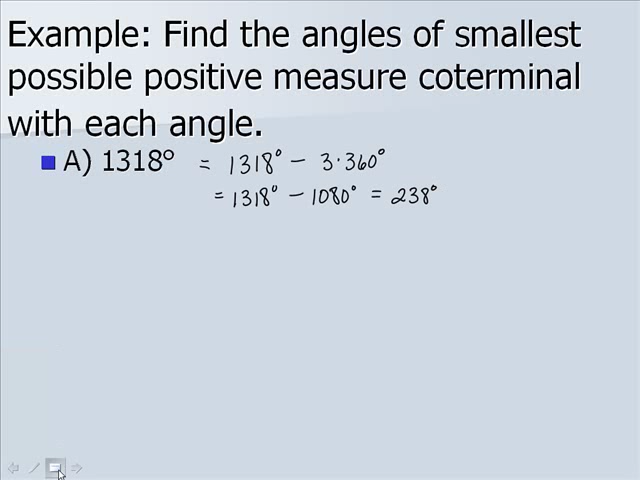 Example: Find the angles of smallest
possible positive measure coterminal
with each angle.
A) 1318° = 1318° − 3·360°
= 1318° − 1080° = 238°